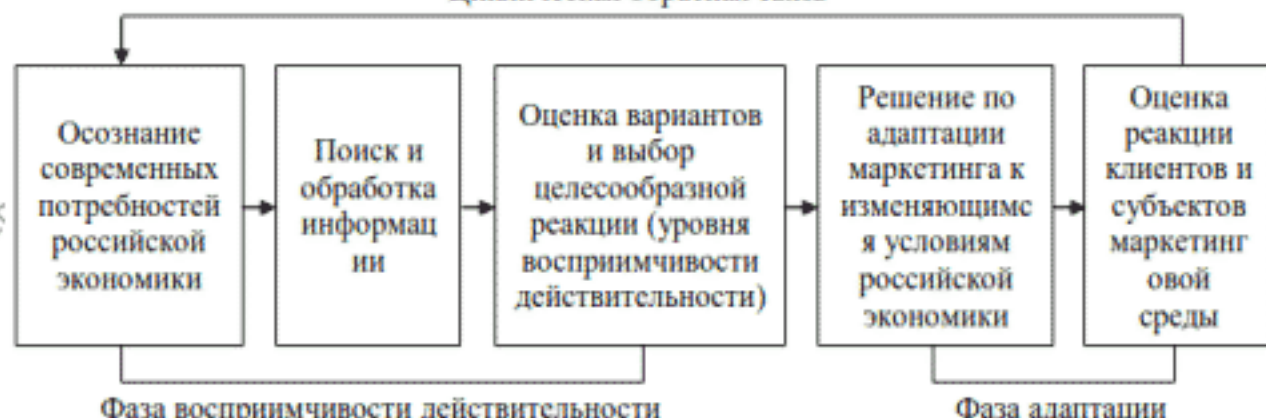 Осознание
современных
потребностей
российской
экономики
Поиск и
обработка
информац
ии
Оценка вариантов
и выбор
целесообразной
реакции (уровня
восприимчивости
действительности)
Решение по
адаптации
маркетинга к
изменяющимс
я условиям
российской
экономики
Оценка
реакции
клиентов и
субъектов
маркетинг
овой
среды
Фаза восприимчивости действительности
Фаза адаптации